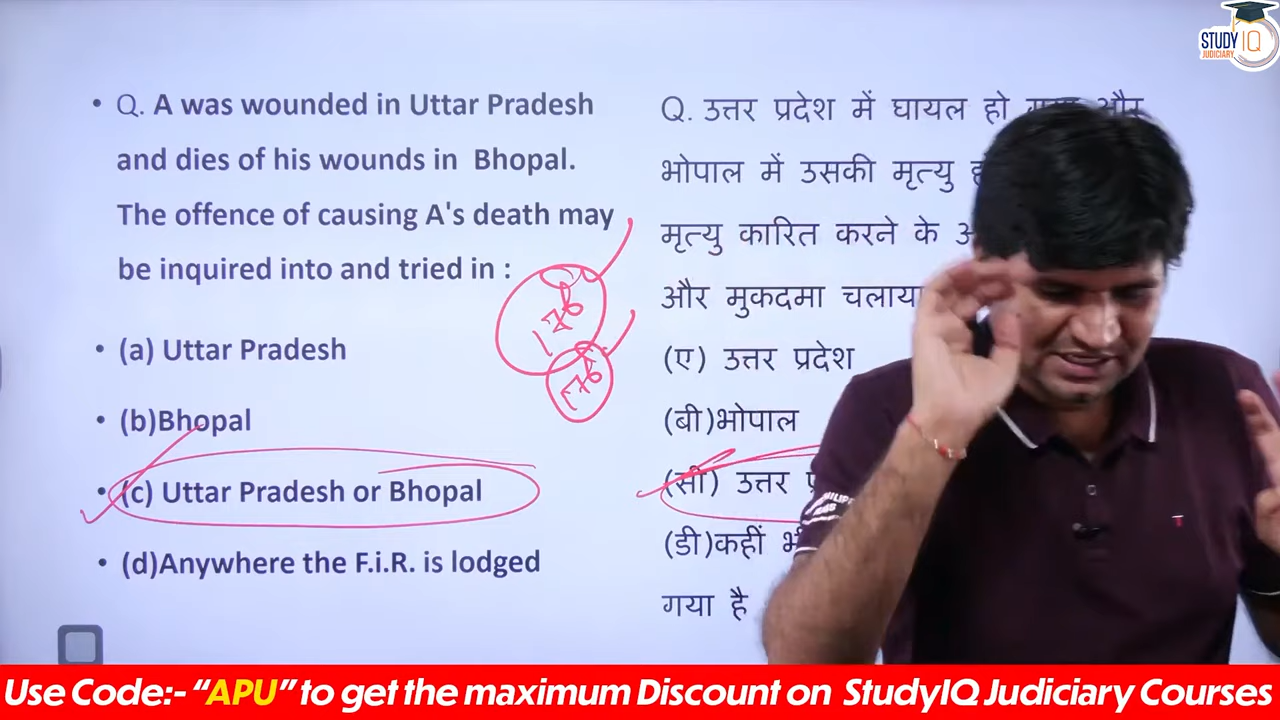 STUDY IQ
JUDICIARY
• Q. A was wounded in Uttar Pradesh
and dies of his wounds in Bhopal.
The offence of causing A's death may
be inquired into and tried in :
• (a) Uttar Pradesh
• (b)Bhopal
• (c) Uttar Pradesh or Bhopal
• (d)Anywhere the F.i.R. is lodged
178
Q. उत्तर प्रदेश में घायल हो गया और
भोपाल में उसकी मृत्यु
मृत्यु कारित करने के
और मुकदमा
(ए) उत्तर प्रदेश
(बी)भोपाल
(सी) उत्तर
(डी)कहीं
गया है
Use Code:- “APU” to get the maximum Discount on StudyIQ Judiciary Courses